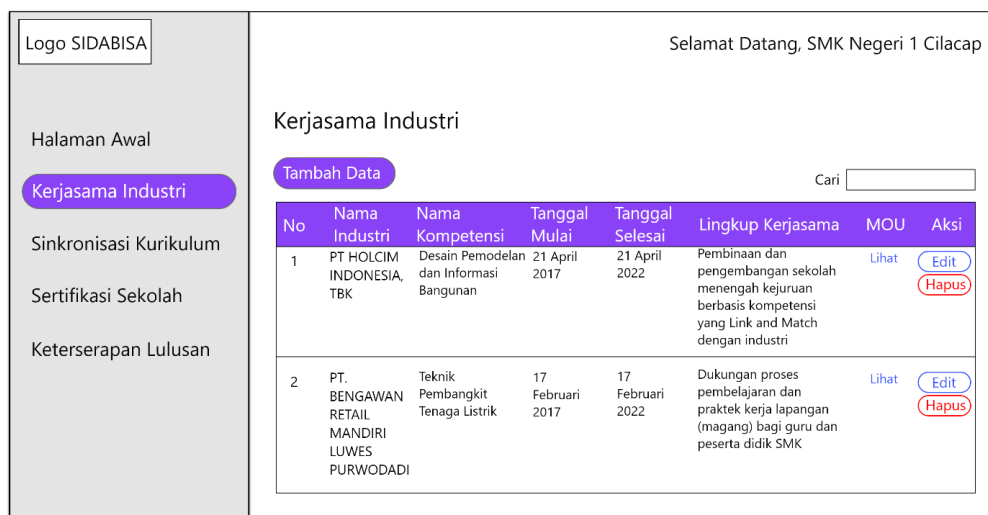 Logo SIDABISA
Selamat Datang, SMK Negeri 1 Cilacap
Halaman Awal
Kerjasama Industri
Sinkronisasi Kurikulum
Sertifikasi Sekolah
Keterserapan Lulusan
Kerjasama Industri
Tambah Data
Cari
No
Nama
Industri
Nama
Kompetensi
Tanggal
Mulai
Tanggal
Selesai
Lingkup Kerjasama
MOU
Aksi
1
PT HOLCIM
INDONESIA,
TBK
Desain Pemodelan
dan Informasi
Bangunan
21 April
2017
21 April
2022
Pembinaan dan
pengembangan sekolah
menengah kejuruan
berbasis kompetensi
yang Link and Match
dengan industri
Lihat
Edit
Hapus
2
PT.
BENGAWAN
RETAIL
MANDIRI
LUWES
PURWODADI
Teknik
Pembangkit
Tenaga Listrik
17
Februari
2017
17
Februari
2022
Dukungan proses
pembelajaran dan
praktek kerja lapangan
(magang) bagi guru dan
peserta didik SMK
Lihat
Edit
Hapus